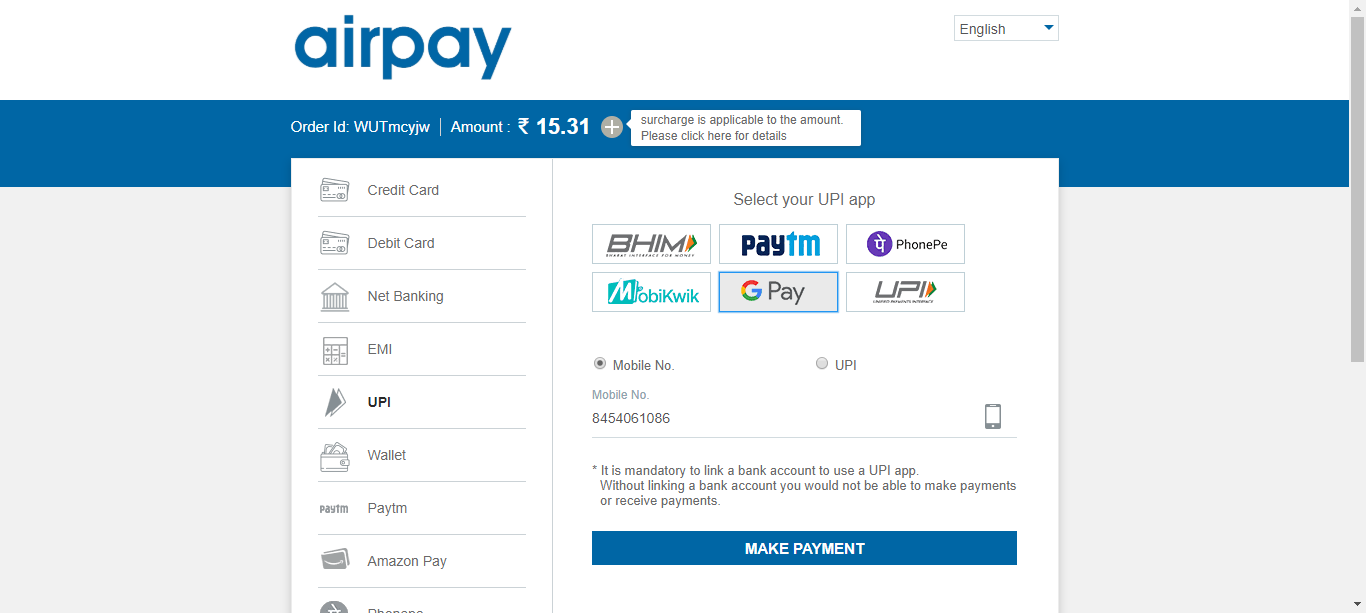 airpay
English
Order Id: WUTmcyjw | Amount : ₹ 15.31
surcharge is applicable to the amount.
Please click here for details
Credit Card
Debit Card
Net Banking
EMI
UPI
Wallet
paytm Paytm
Amazon Pay
Phonepe
Select your UPI app
BHIM
BHARAT INTERFACE FOR MONEY
paytm
PhonePe
MobiKwik
G Pay
UPI
UNIFIED PAYMENTS INTERFACE
Mobile No.
UPI
Mobile No.
8454061086
* It is mandatory to link a bank account to use a UPI app.
Without linking a bank account you would not be able to make payments
or receive payments.
MAKE PAYMENT